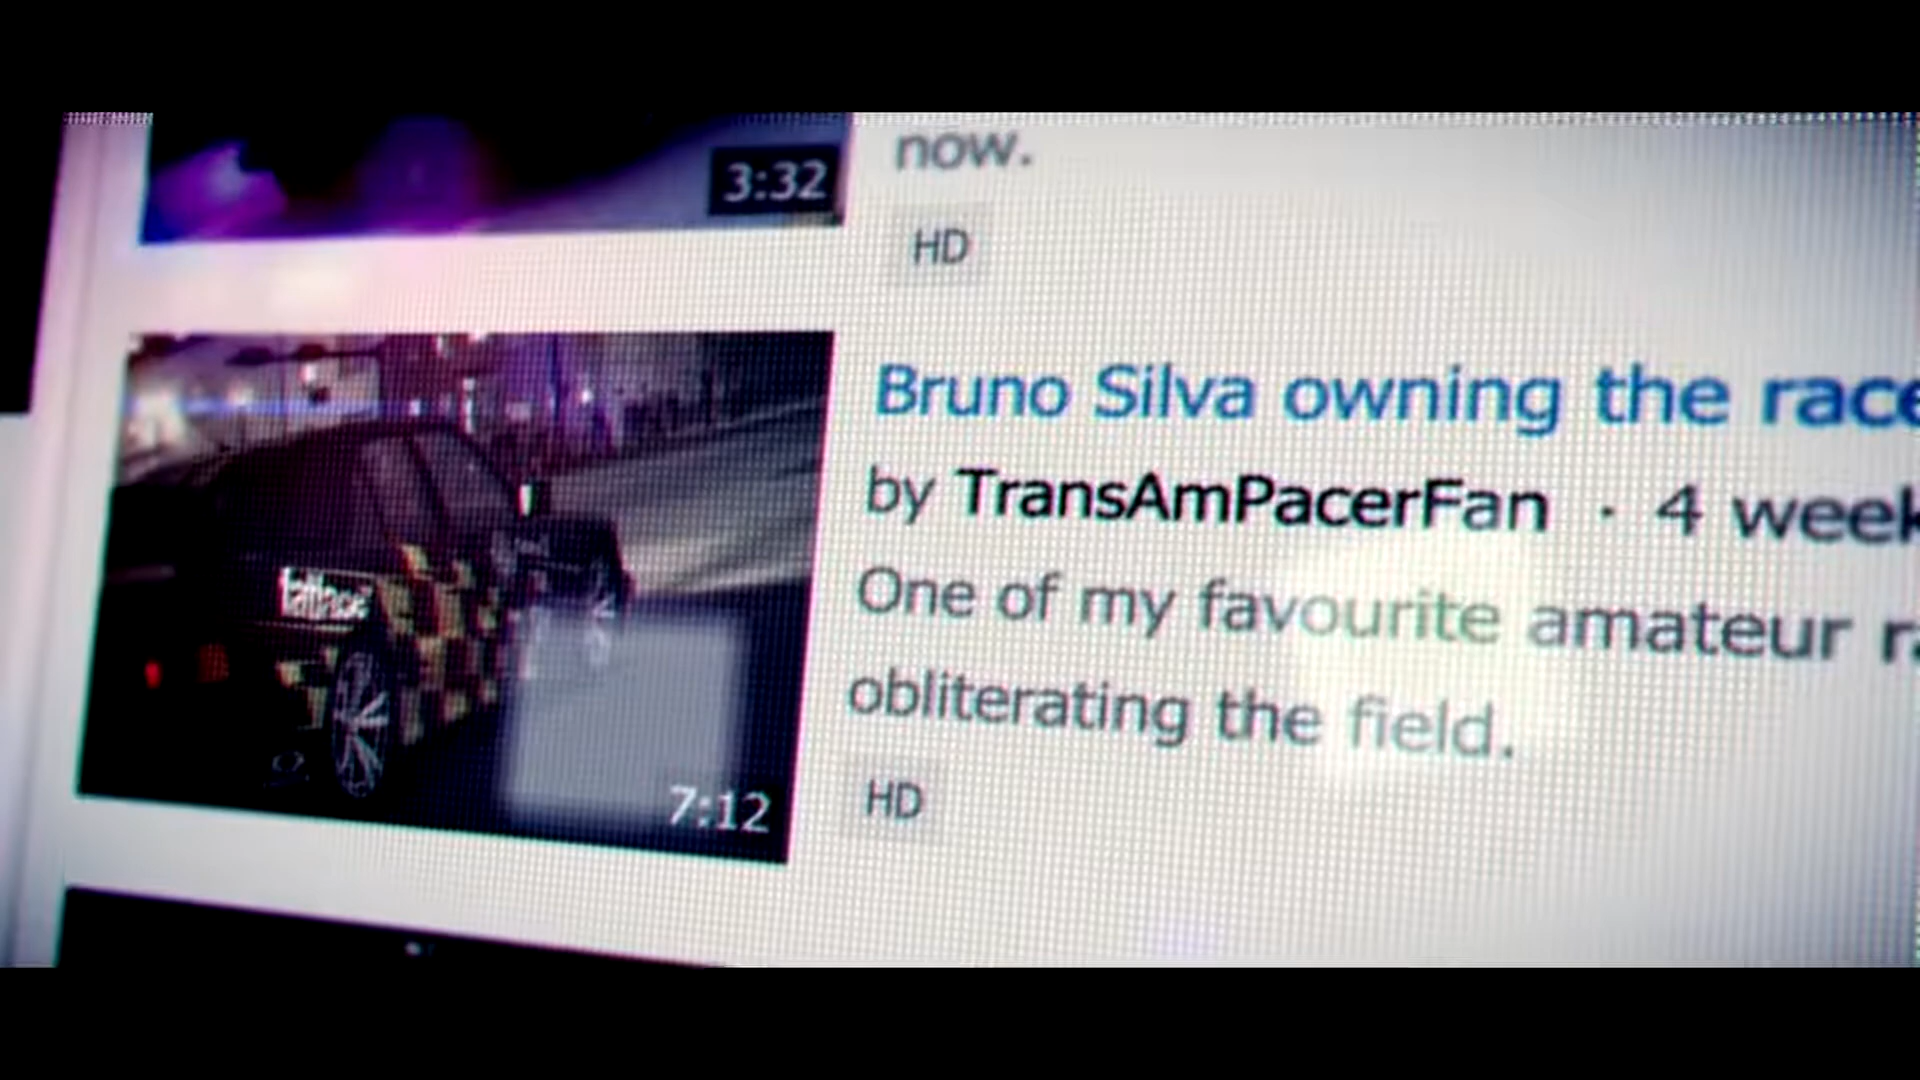 3:32
now.
HD
Bruno Silva owning the race
by TransAmPacerFan · 4 week
One of my favourite amateur
obliterating the field.
7:12
HD